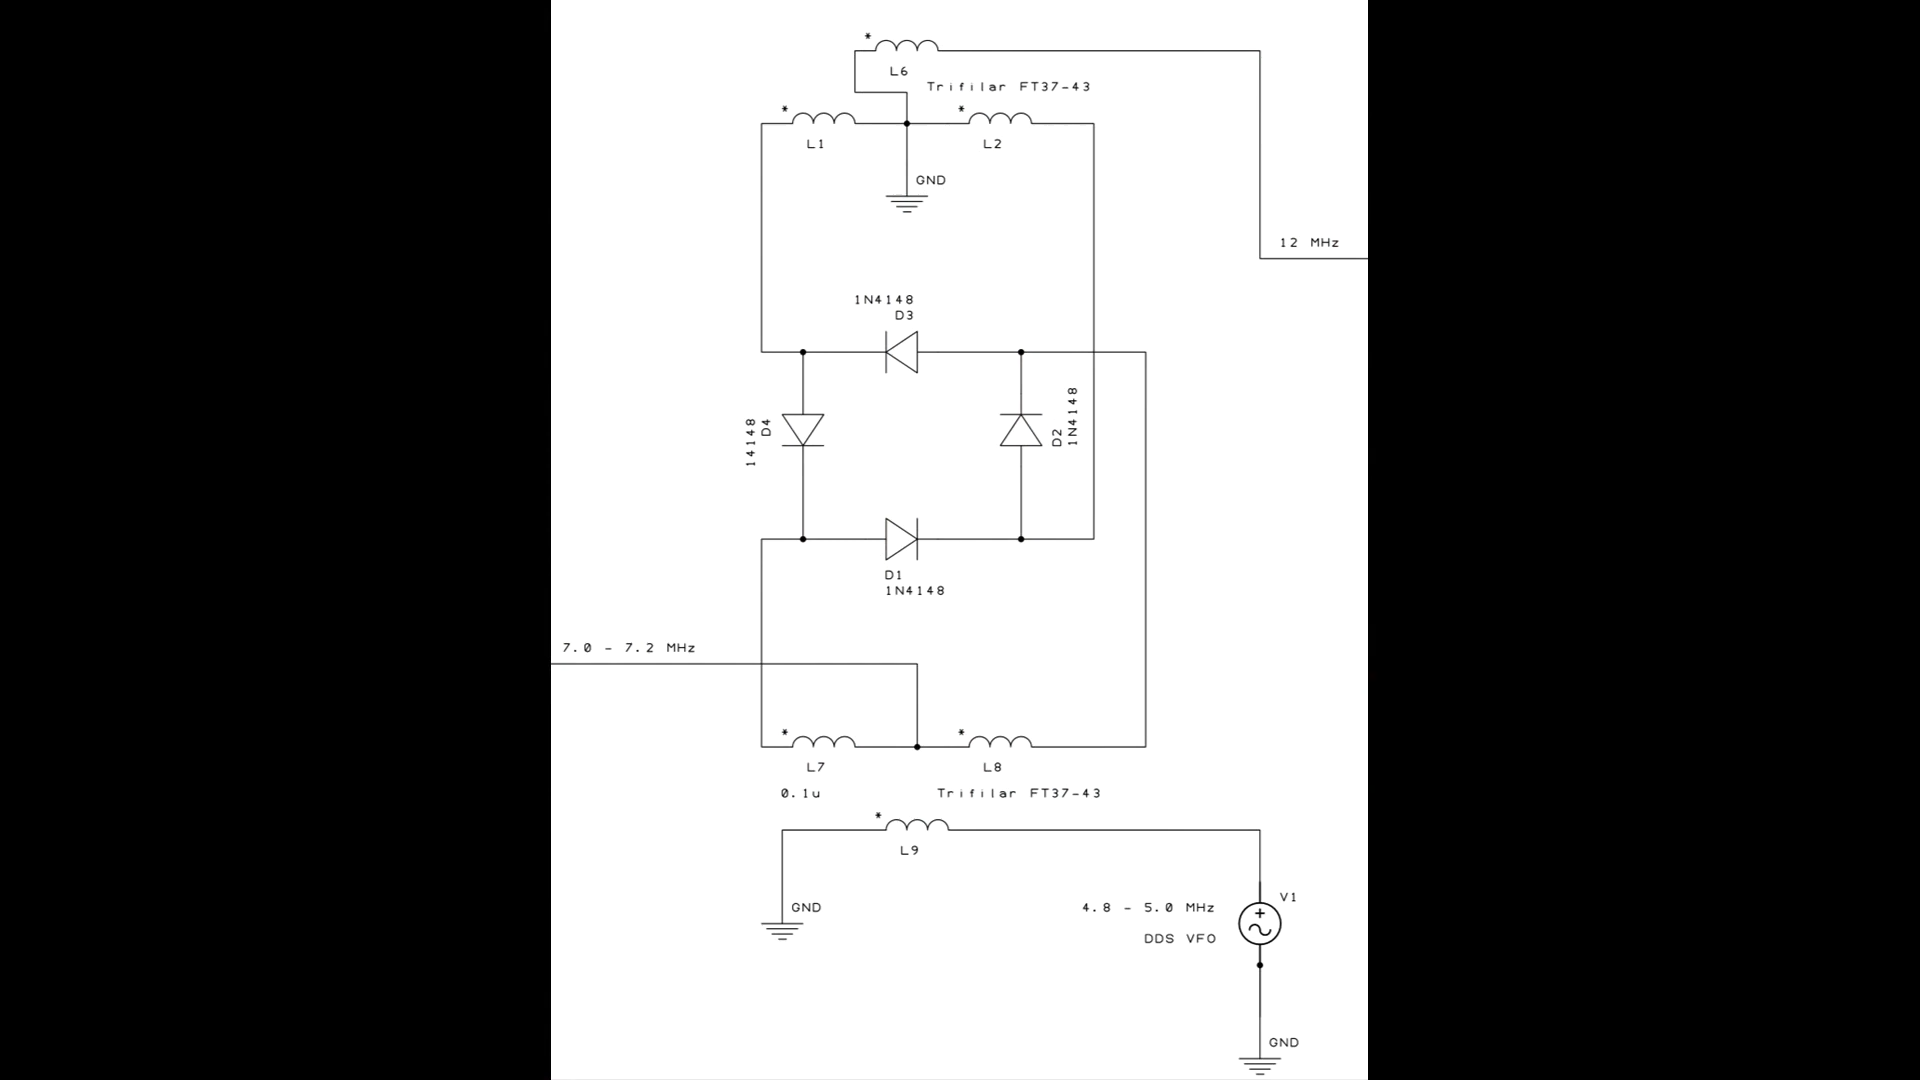 *
L6
Trifilar FT37-43
*
*
L1
L2
GND
12 MHz
1N4148
D3
14148
D4
D2
1N4148
D1
1N4148
7.0 - 7.2 MHz
*
*
L7
L8
0.1u
Trifilar FT37-43
*
L9
V1
GND
4.8 - 5.0 MHz
+
DDS VFO
GND